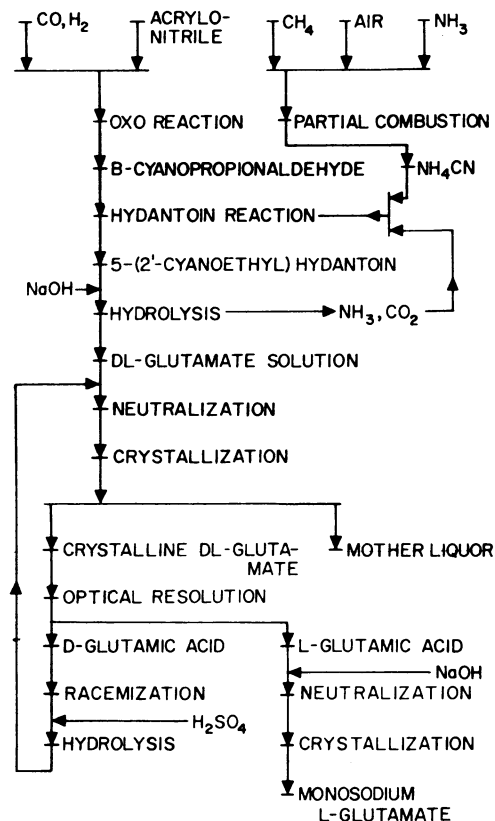 CO,H2
ACRYLO-
NITRILE
CH4
AIR
NH3
OXO REACTION
PARTIAL COMBUSTION
B-CYANOPROPIONALDEHYDE
NH4CN
HYDANTOIN REACTION
5-(2'-CYANOETHYL) HYDANTOIN
NaOH
HYDROLYSIS
NH3, CO2
DL-GLUTAMATE SOLUTION
NEUTRALIZATION
CRYSTALLIZATION
CRYSTALLINE DL-GLUTA-
MATE
MOTHER LIQUOR
OPTICAL RESOLUTION
D-GLUTAMIC ACID
L-GLUTAMIC ACID
NaOH
RACEMIZATION
NEUTRALIZATION
H2SO4
HYDROLYSIS
CRYSTALLIZATION
MONOSODIUM
L-GLUTAMATE